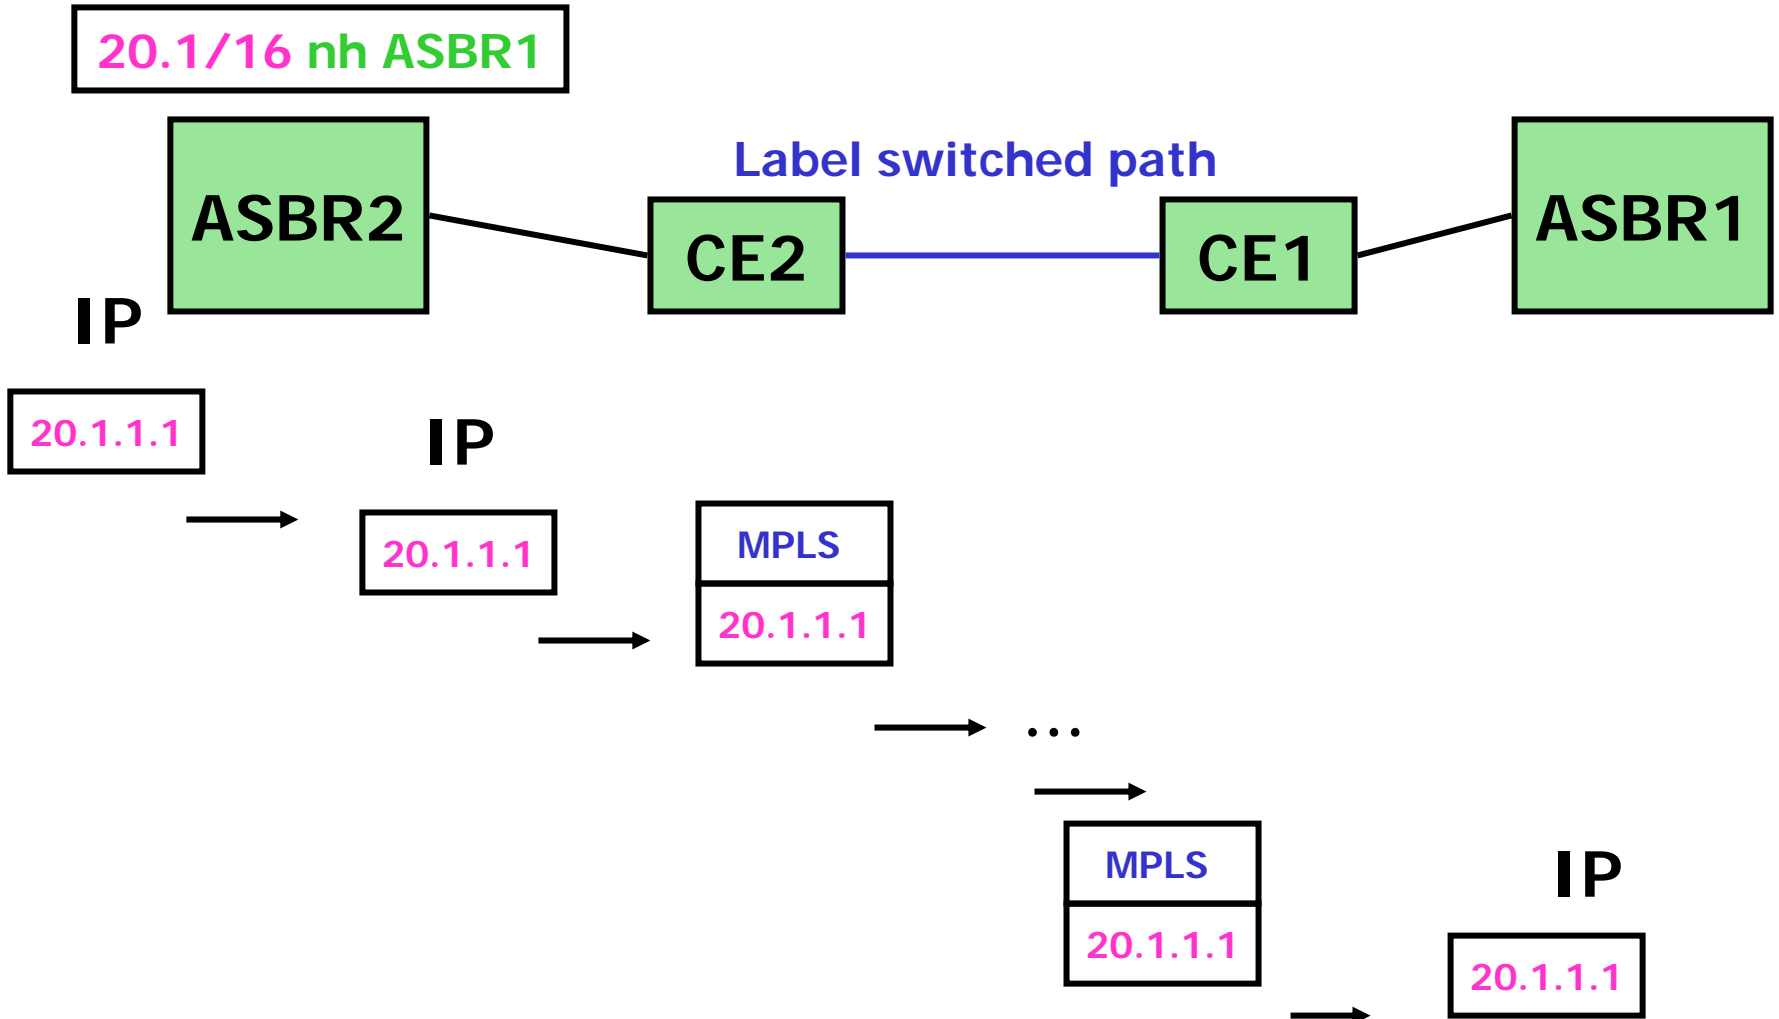 20.1/16 nh ASBR1
Label switched path
ASBR2
CE2
CE1
ASBR1
IP
20.1.1.1
IP
20.1.1.1
MPLS
20.1.1.1
...
MPLS
20.1.1.1
IP
20.1.1.1